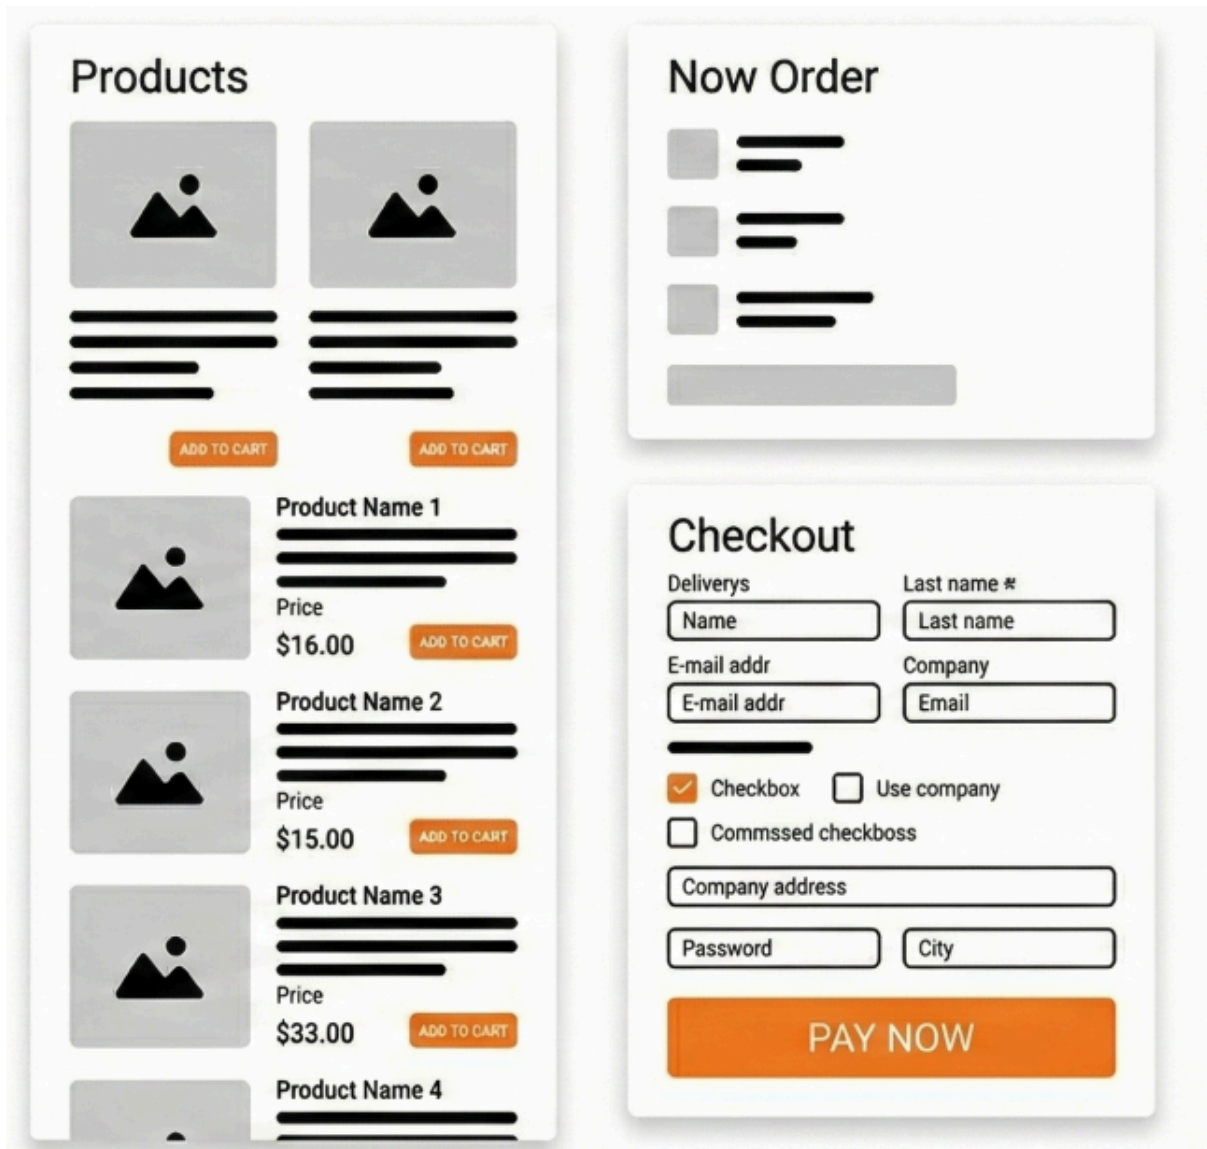 Products
ADD TO CART
ADD TO CART
Product Name 1
Price
$16.00
ADD TO CART
Product Name 2
Price
$15.00
ADD TO CART
Product Name 3
Price
$33.00
ADD TO CART
Product Name 4
Now Order
Checkout
Deliverys
Last name *
Name
Last name
E-mail addr
Company
E-mail addr
Email
Checkbox
Use company
Commssed checkboss
Company address
Password
City
PAY NOW